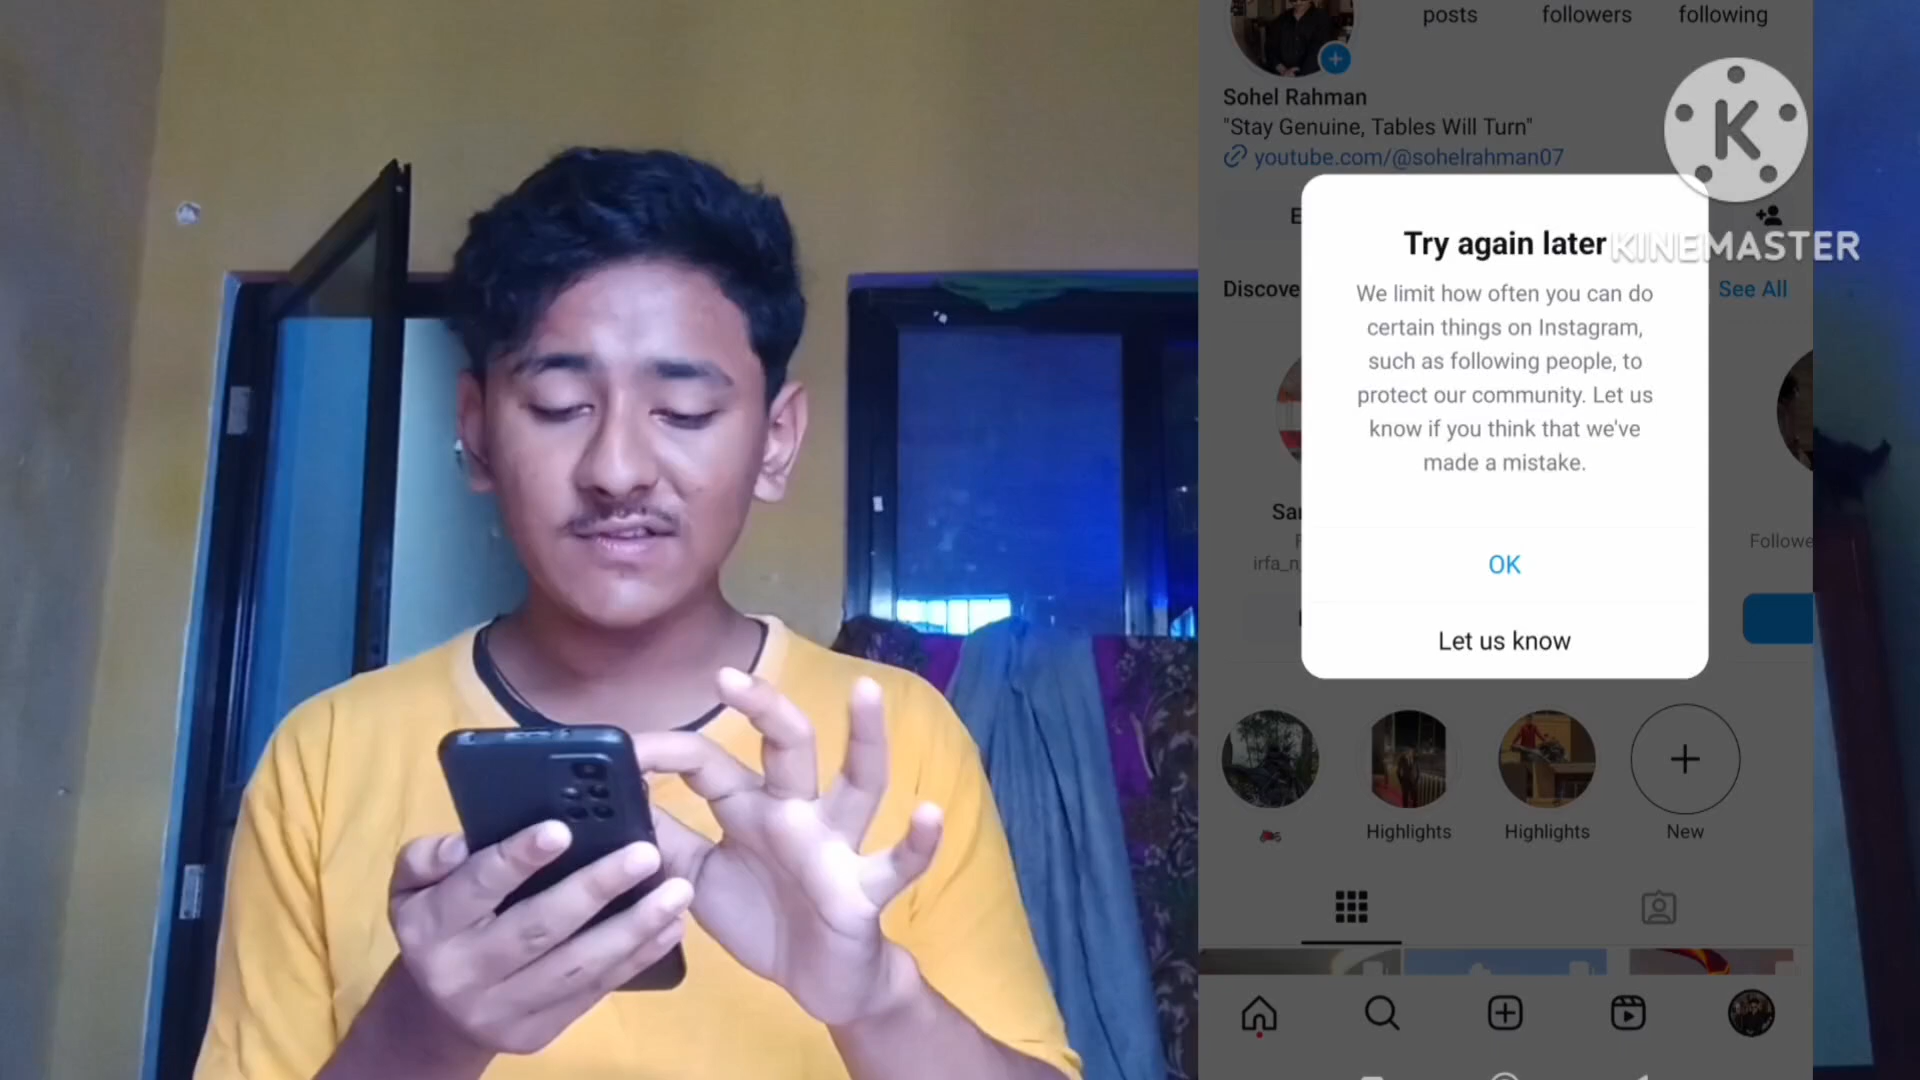 posts followers following
Sohel Rahman
"Stay Genuine, Tables Will Turn"
youtube.com/@sohelrahman07
K
KINEMASTER
Try again later
We limit how often you can do
certain things on Instagram,
such as following people, to
protect our community. Let us
know if you think that we've
made a mistake.
OK
Let us know
Discove
See All
irfa_n
Followe
Highlights
Highlights
New